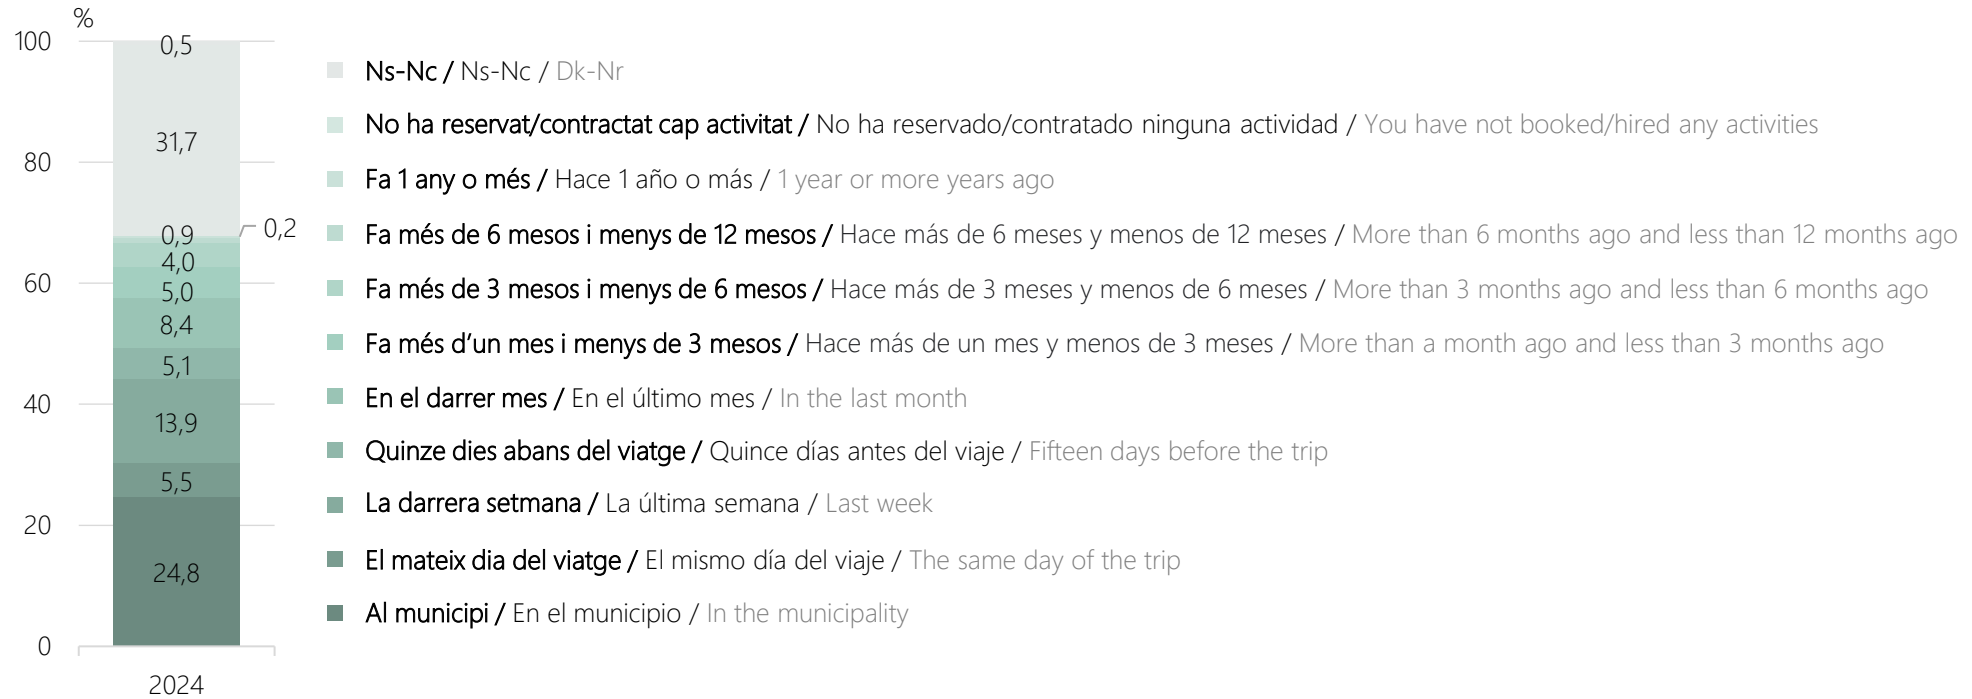 %
100
80
60
40
20
0
0,5
31,7
0,2
0,9
4,0
5,0
8,4
5,1
13,9
5,5
24,8
2024
Ns-Nc / Ns-Nc / Dk-Nr
No ha reservat/contractat cap activitat / No ha reservado/contratado ninguna actividad / You have not booked/hired any activities
Fa 1 any o més / Hace 1 año o más / 1 year or more years ago
Fa més de 6 mesos i menys de 12 mesos / Hace más de 6 meses y menos de 12 meses / More than 6 months ago and less than 12 months ago
Fa més de 3 mesos i menys de 6 mesos / Hace más de 3 meses y menos de 6 meses / More than 3 months ago and less than 6 months ago
Fa més d’un mes i menys de 3 mesos / Hace más de un mes y menos de 3 meses / More than a month ago and less than 3 months ago
En el darrer mes / En el último mes / In the last month
Quinze dies abans del viatge / Quince días antes del viaje / Fifteen days before the trip
La darrera setmana / La última semana / Last week
El mateix dia del viatge / El mismo día del viaje / The same day of the trip
Al municipi / En el municipio / In the municipality